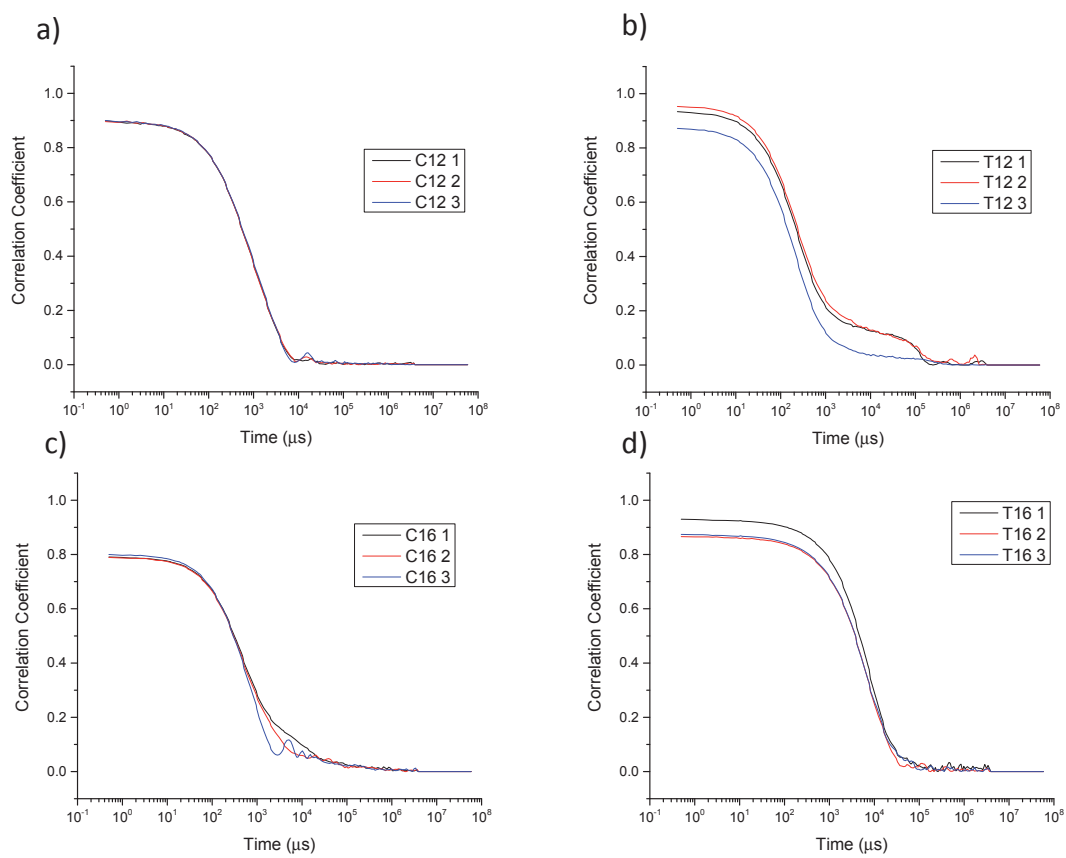 a)
1.0
0.8
0.6
0.4
0.2
0.0
Correlation Coefficient
C12 1
C12 2
C12 3
10⁻¹ 10⁰ 10¹ 10² 10³ 10⁴ 10⁵ 10⁶ 10⁷ 10⁸
Time (μs)
b)
1.0
0.8
0.6
0.4
0.2
0.0
Correlation Coefficient
T12 1
T12 2
T12 3
10⁻¹ 10⁰ 10¹ 10² 10³ 10⁴ 10⁵ 10⁶ 10⁷ 10⁸
Time (μs)
c)
1.0
0.8
0.6
0.4
0.2
0.0
Correlation Coefficient
C16 1
C16 2
C16 3
10⁻¹ 10⁰ 10¹ 10² 10³ 10⁴ 10⁵ 10⁶ 10⁷ 10⁸
Time (μs)
d)
1.0
0.8
0.6
0.4
0.2
0.0
Correlation Coefficient
T16 1
T16 2
T16 3
10⁻¹ 10⁰ 10¹ 10² 10³ 10⁴ 10⁵ 10⁶ 10⁷ 10⁸
Time (μs)